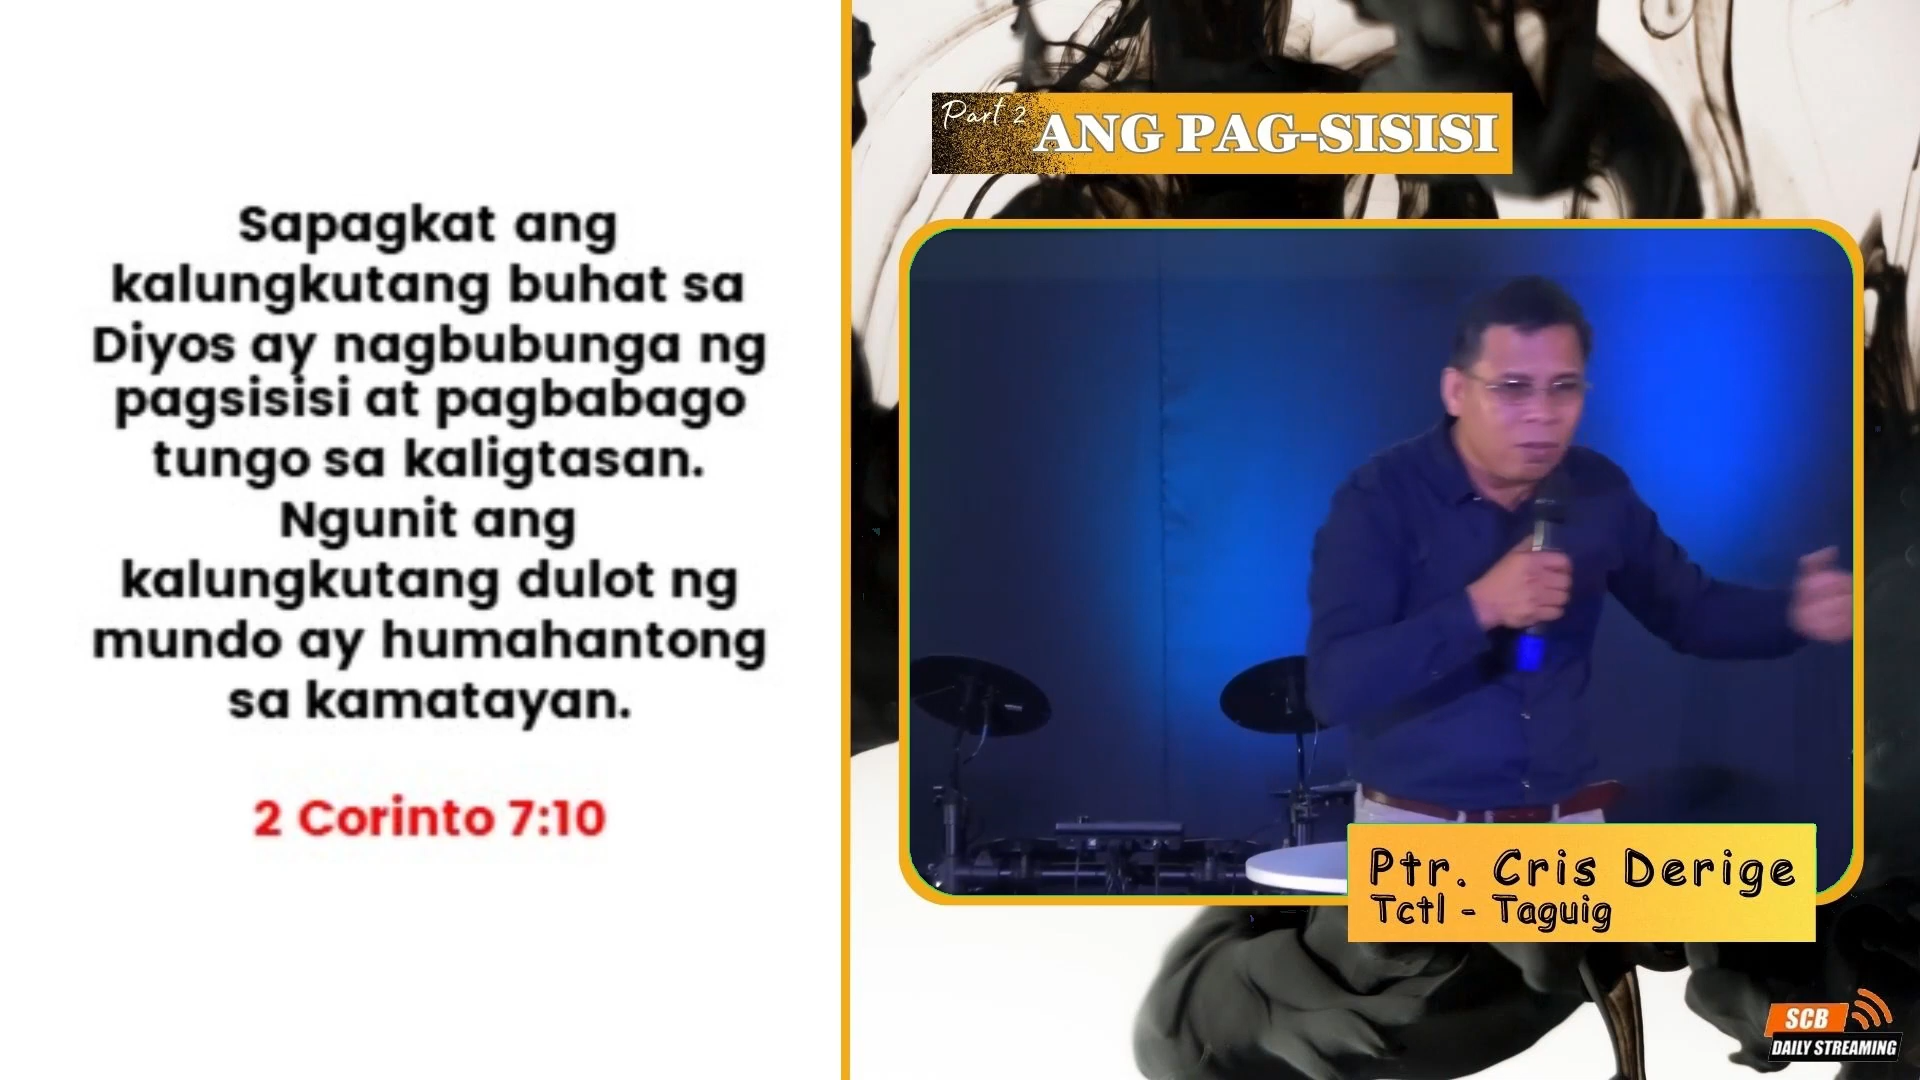 Sapagkat ang
kalungkutang buhat sa
Diyos ay nagbubunga ng
pagsisisi at pagbabago
tungo sa kaligtasan.
Ngunit ang
kalungkutang dulot ng
mundo ay humahantong
sa kamatayan.
2 Corinto 7:10
Part 2
ANG PAG-SISISI
Ptr. Cris Derige
Tctl - Taguig
SCB
DAILY STREAMING